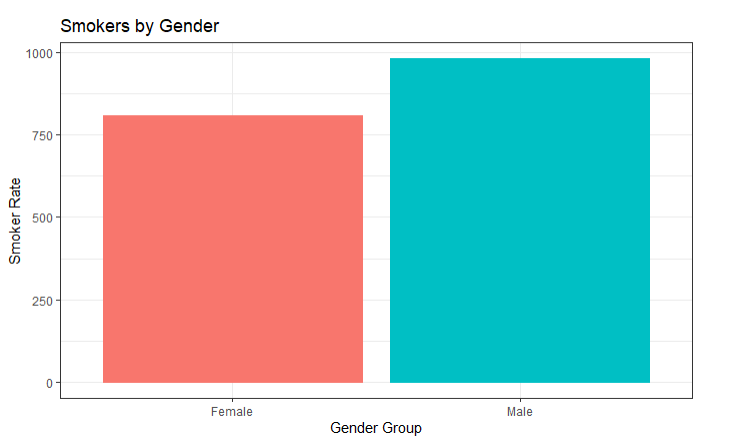 Smokers by Gender
1000
750
500
250
0
Smoker Rate
Female Male
Gender Group